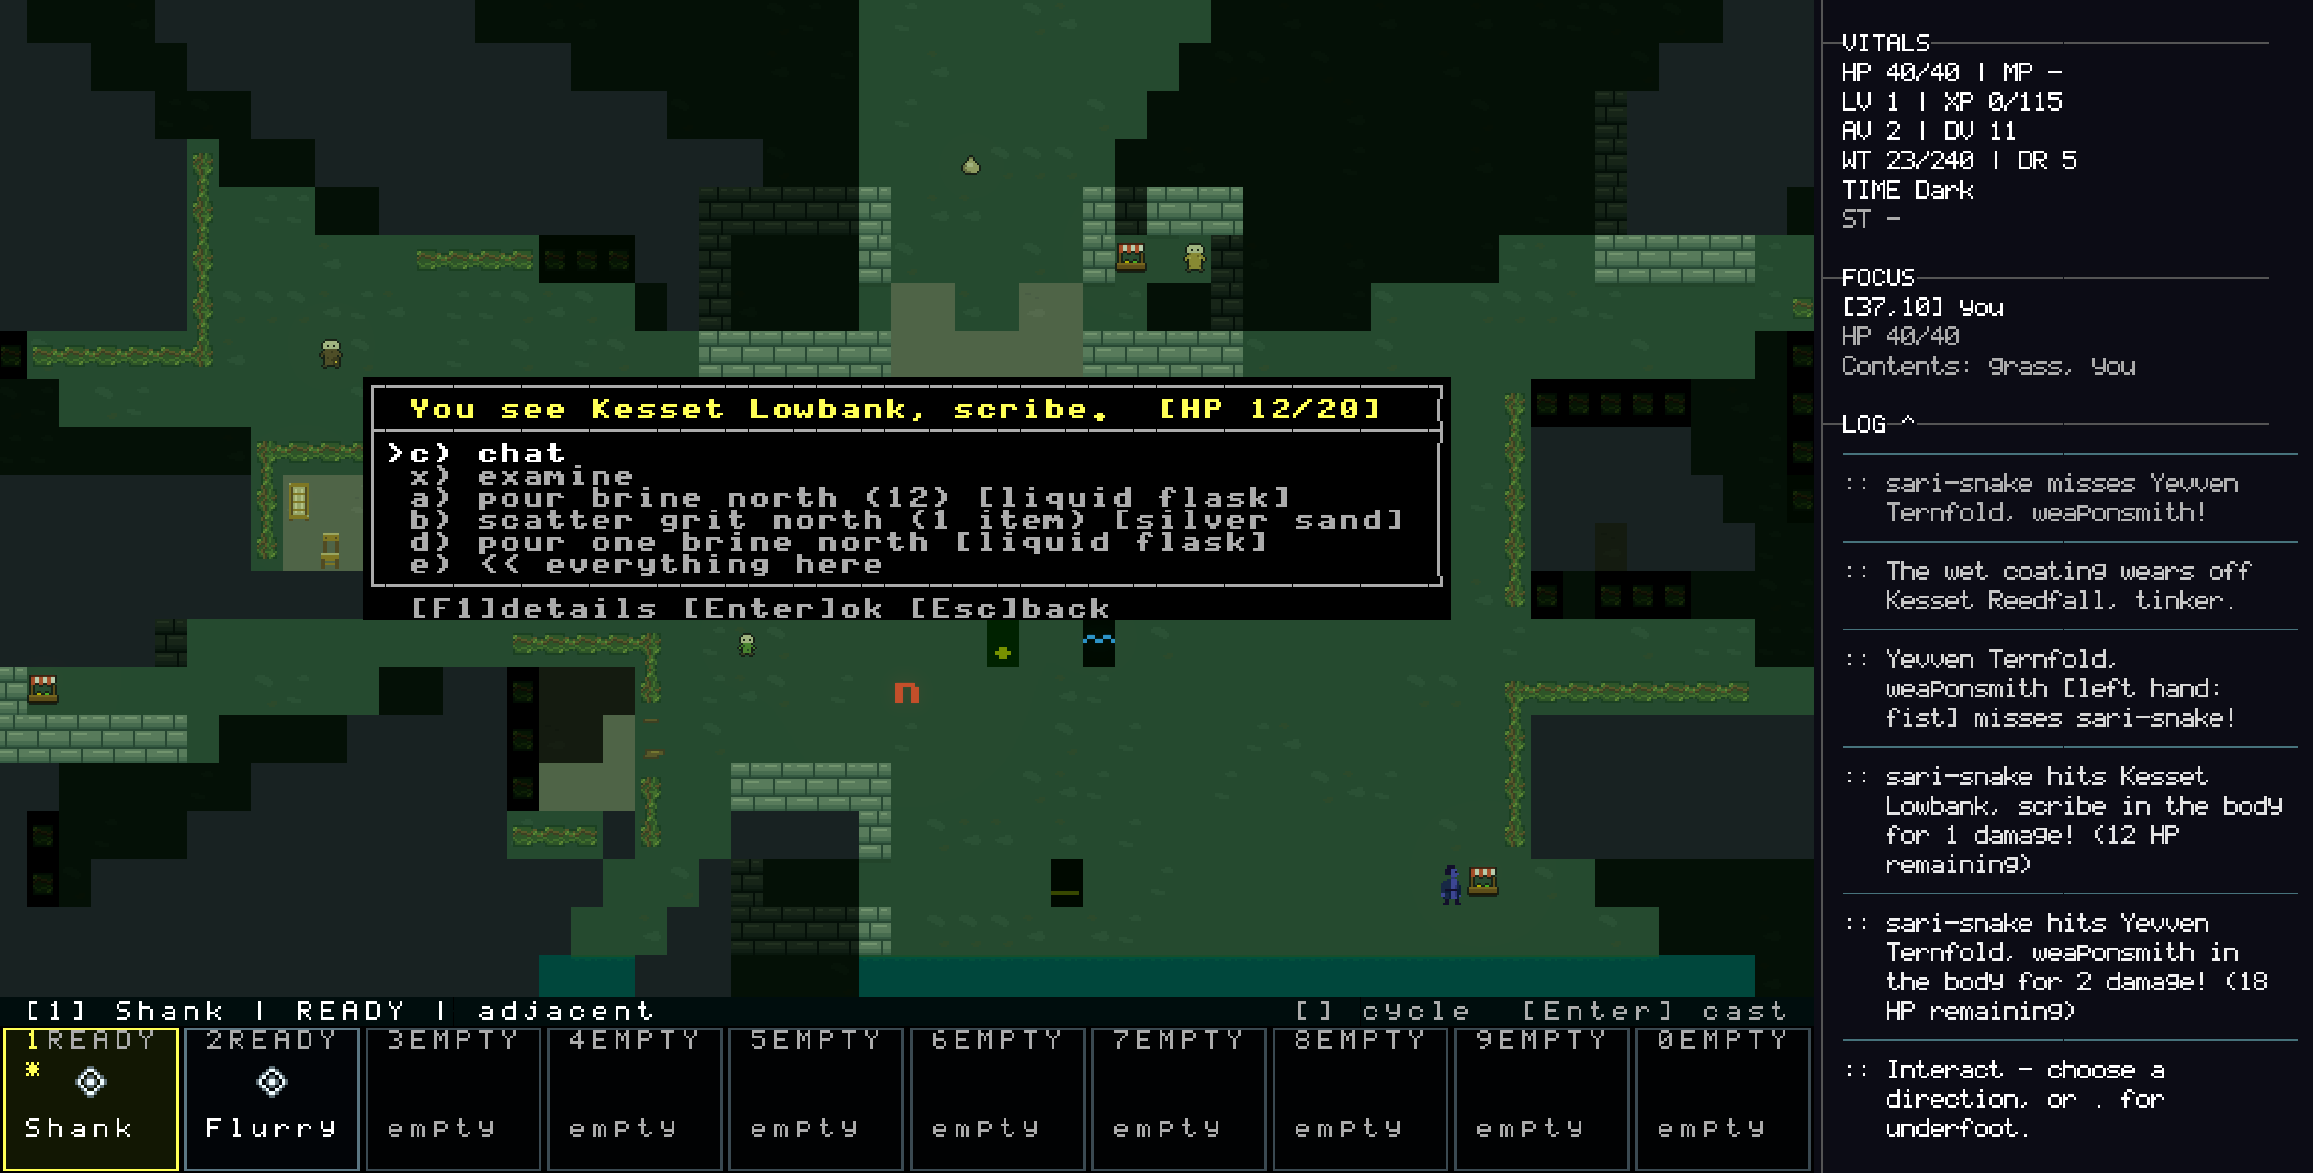 You see Kesset Lowbank, scribe. [HP 12/20]
>c) chat
x) examine
a) pour brine north (12) [liquid flask]
b) scatter grit north (1 item) [silver sand]
d) pour one brine north [liquid flask]
e) << everything here
[F1]details [Enter]ok [Esc]back
[1] Shank | READY | adjacent
[] cycle [Enter] cast
1READY
*
Shank
2READY
Flurry
3EMPTY
empty
4EMPTY
empty
5EMPTY
empty
6EMPTY
empty
7EMPTY
empty
8EMPTY
empty
9EMPTY
empty
0EMPTY
empty
VITALS
HP 40/40 | MP -
LV 1 | XP 0/115
AV 2 | DV 11
WT 23/240 | DR 5
TIME Dark
ST -
FOCUS
[37,10] You
HP 40/40
Contents: grass, You
LOG ^
:: sari-snake misses Yevven
Ternfold, weaponsmith!
:: The wet coating wears off
Kesset Reedfall, tinker.
:: Yevven Ternfold,
weaponsmith [left hand:
fist] misses sari-snake!
:: sari-snake hits Kesset
Lowbank, scribe in the body
for 1 damage! (12 HP
remaining)
:: sari-snake hits Yevven
Ternfold, weaponsmith in
the body for 2 damage! (18
HP remaining)
:: Interact - choose a
direction, or . for
underfoot.